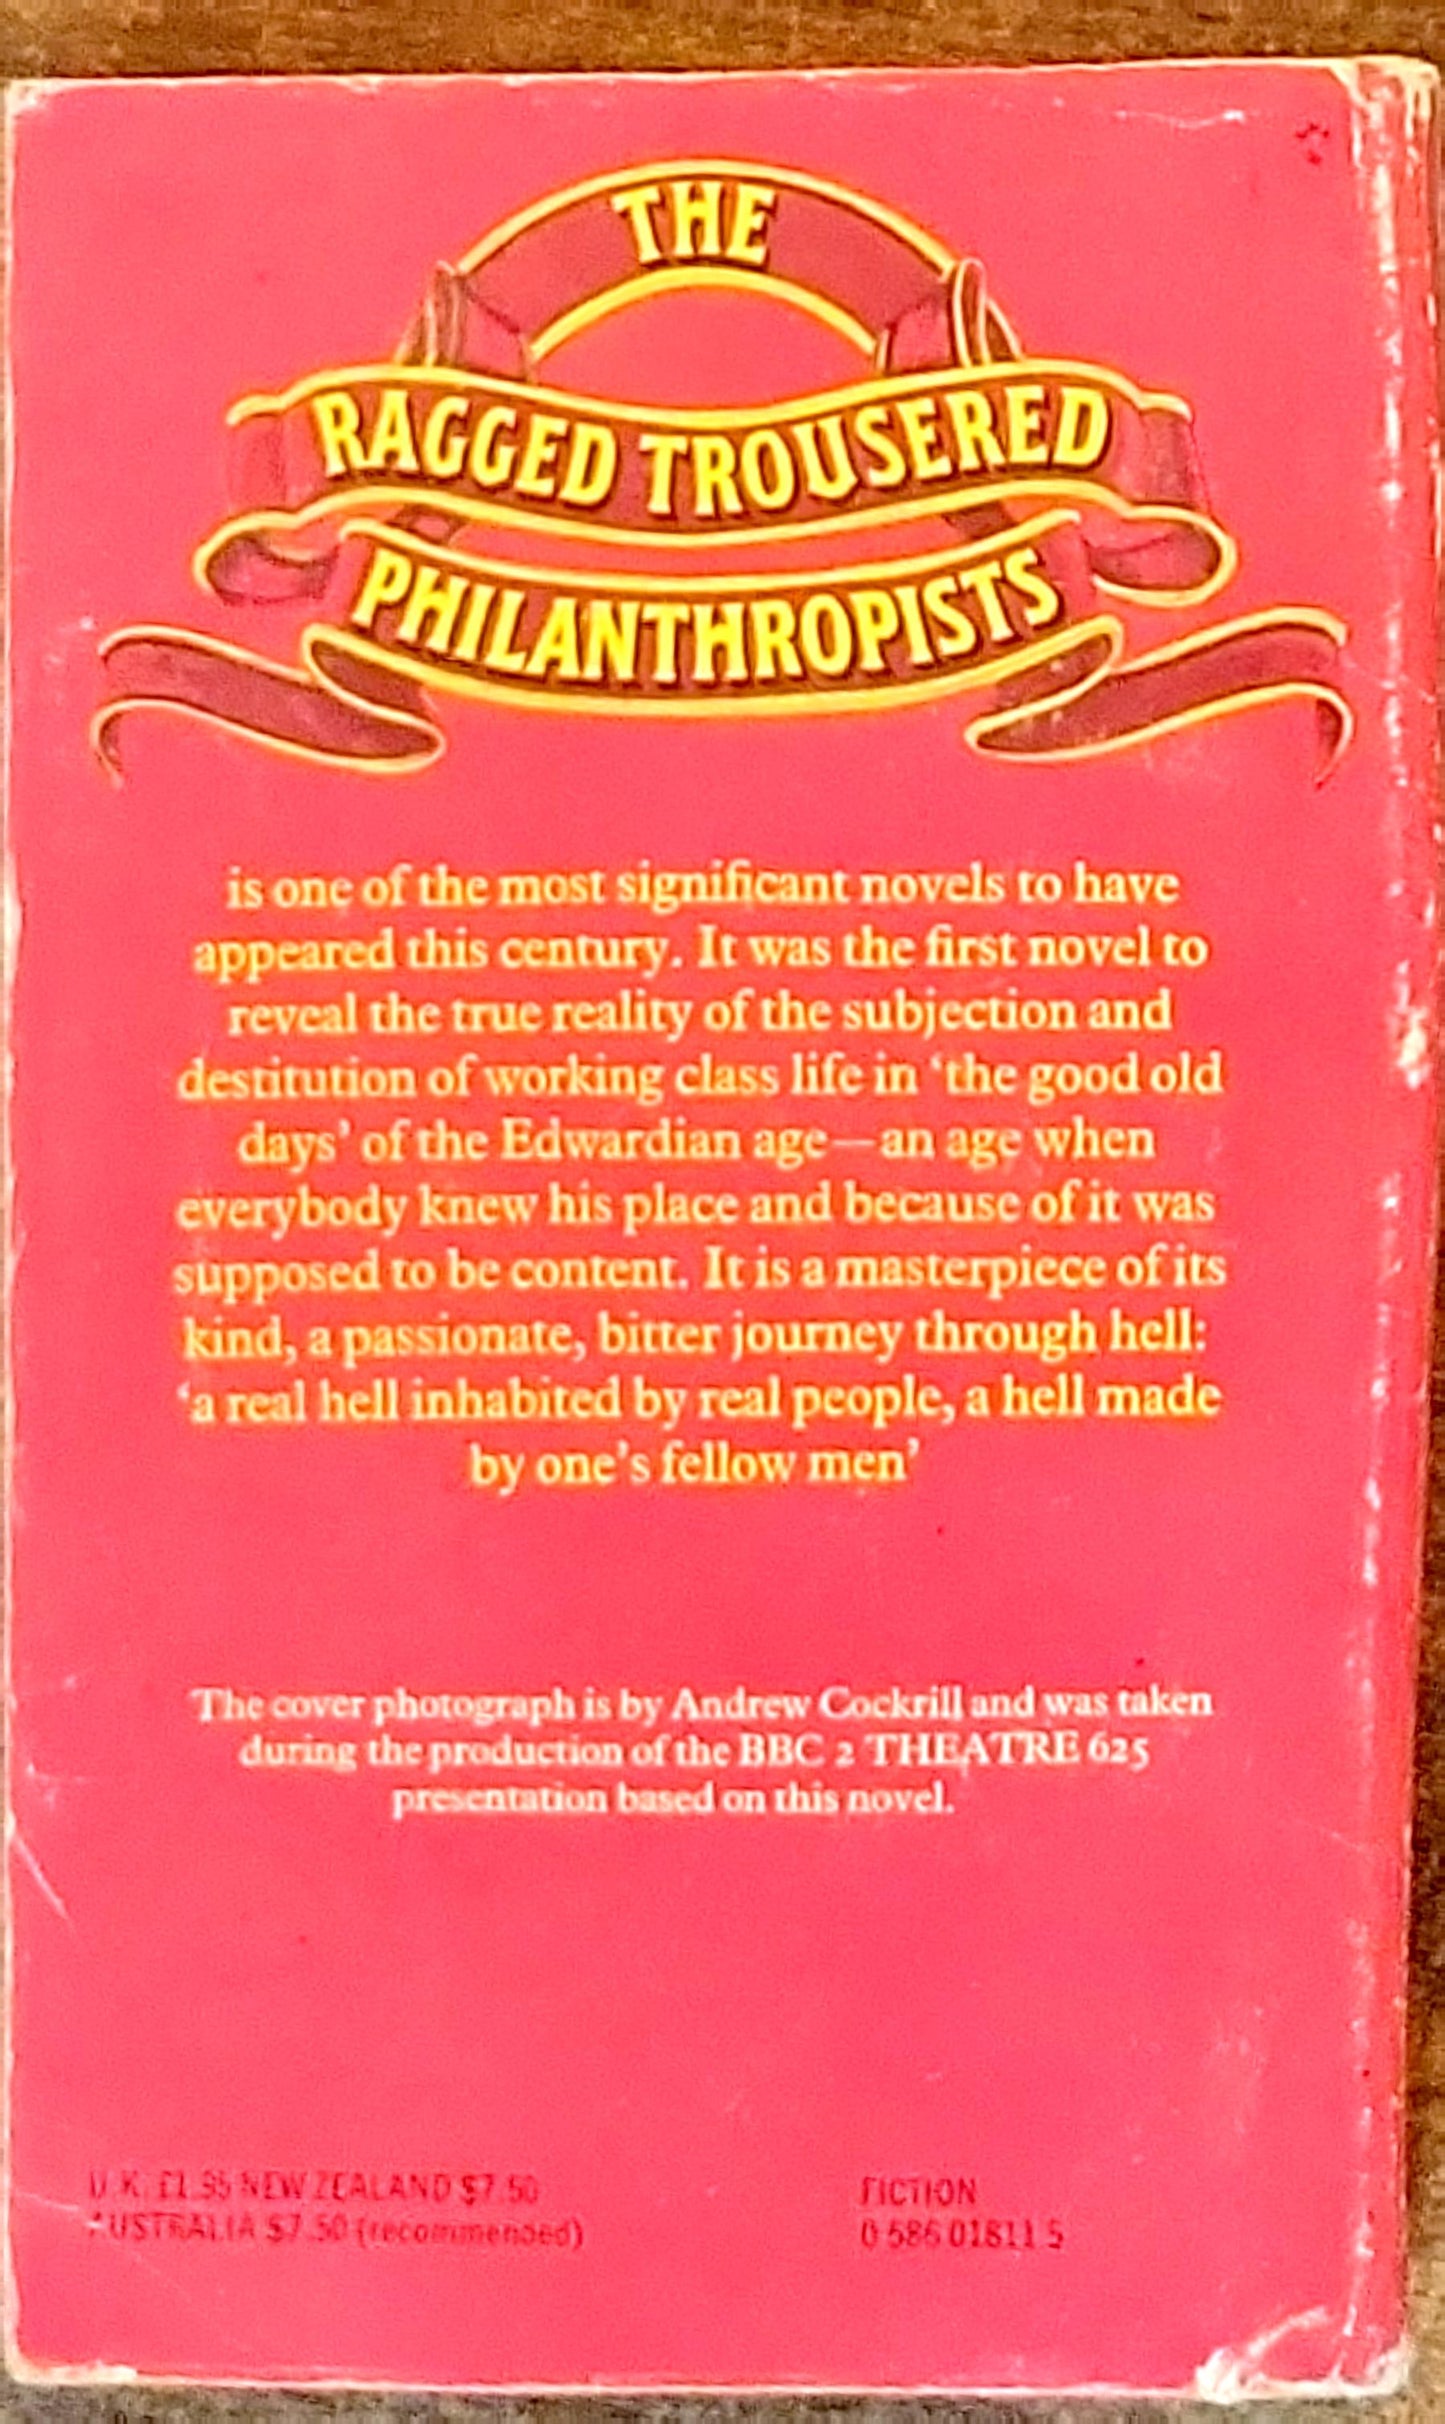 THE
RAGGED TROUSERED
PHILANTHROPISTS
is one of the most significant novels to have
appeared this century. It was the first novel to
reveal the true reality of the subjection and
destitution of working class life in ‘the good old
days’ of the Edwardian age—an age when
everybody knew his place and because of it was
supposed to be content. It is a masterpiece of its
kind, a passionate, bitter journey through hell:
‘a real hell inhabited by real people, a hell made
by one’s fellow men’
The cover photograph is by Andrew Cockrill and was taken
during the production of the BBC 2 THEATRE 625
presentation based on this novel.
U.K. £1.95 NEW ZEALAND $7.50
AUSTRALIA $7.50 (recommended)
FICTION
0 586 01811 5